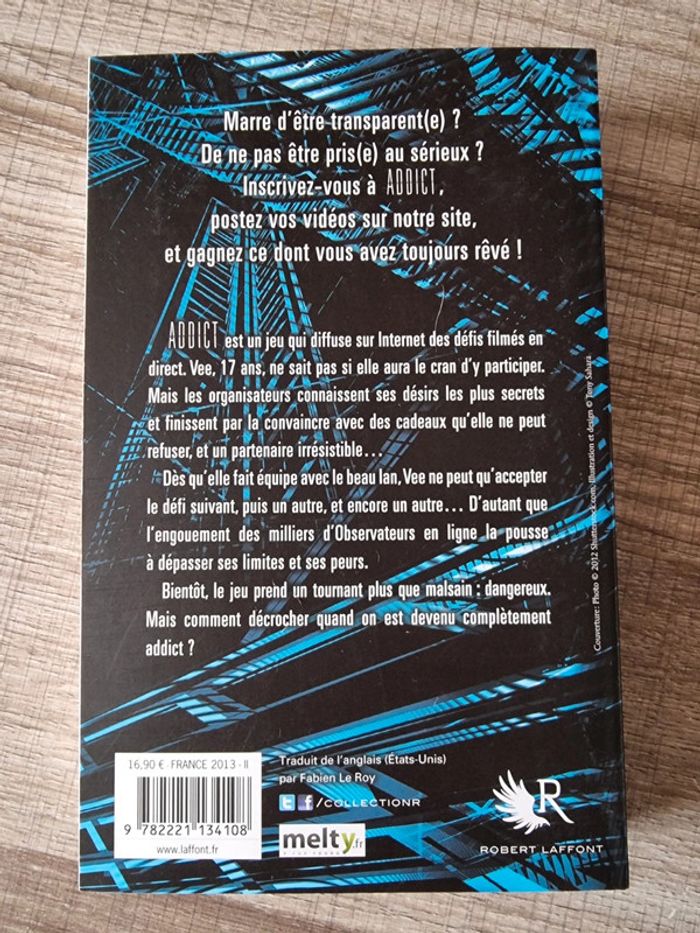 Marre d'être transparent(e) ?
De ne pas être pris(e) au sérieux ?
Inscrivez-vous à ADDICT,
postez vos vidéos sur notre site,
et gagnez ce dont vous avez toujours rêvé !
ADDICT est un jeu qui diffuse sur Internet des défis filmés en
direct. Vee, 17 ans, ne sait pas si elle aura le cran d'y participer.
Mais les organisateurs connaissent ses désirs les plus secrets
et finissent par la convaincre avec des cadeaux qu'elle ne peut
refuser, et un partenaire irrésistible…
Dès qu'elle fait équipe avec le beau Ian, Vee ne peut qu'accepter
le défi suivant, puis un autre, et encore un autre… D'autant que
l'engouement des milliers d'Observateurs en ligne la pousse
à dépasser ses limites et ses peurs.
Bientôt, le jeu prend un tournant plus que malsain : dangereux.
Mais comment décrocher quand on est devenu complètement
addict ?
Couverture : Photo © 2012 Shutterstock.com. Illustration et design © Tony Sahara
16,90 € · FRANCE 2013 - II
9 782221 134108
www.laffont.fr
Traduit de l'anglais (États-Unis)
par Fabien Le Roy
/COLLECTIONR
melty.fr
R
ROBERT LAFFONT